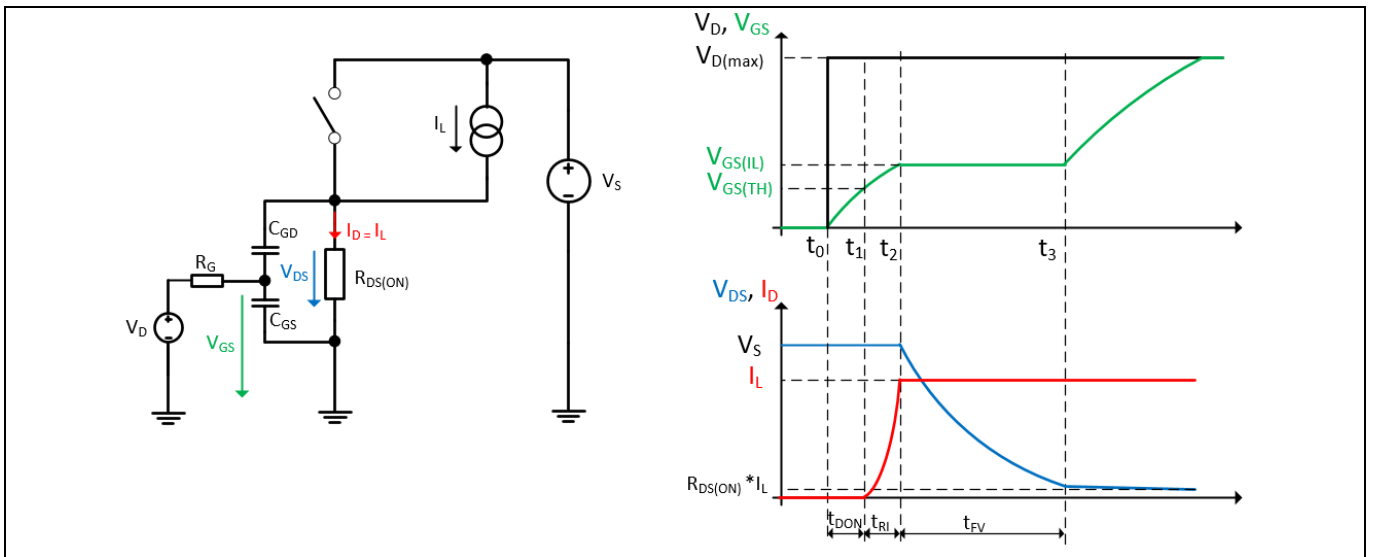 I_L
V_S
C_GD
I_D = I_L
R_G
V_DS
R_DS(ON)
V_D
C_GS
V_GS
V_D, V_GS
V_D(max)
V_GS(IL)
V_GS(TH)
t_0 t_1 t_2 t_3
V_DS, I_D
V_S
I_L
R_DS(ON) *I_L
t_DON t_RI t_FV